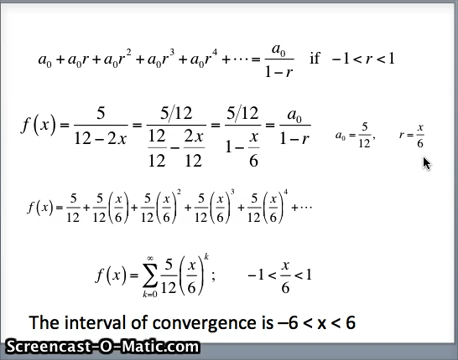 a₀ + a₀r + a₀r² + a₀r³ + a₀r⁴ + ⋯ = a₀/(1−r) if −1 < r < 1
f(x) = 5/(12−2x) = (5/12)/(12/12 − 2x/12) = (5/12)/(1 − x/6) = a₀/(1−r) a₀ = 5/12, r = x/6
f(x) = 5/12 + 5/12(x/6) + 5/12(x/6)² + 5/12(x/6)³ + 5/12(x/6)⁴ + ⋯
f(x) = ∑_{k=0}^{∞} 5/12(x/6)^k; −1 < x/6 < 1
The interval of convergence is –6 < x < 6
Screencast-O-Matic.com